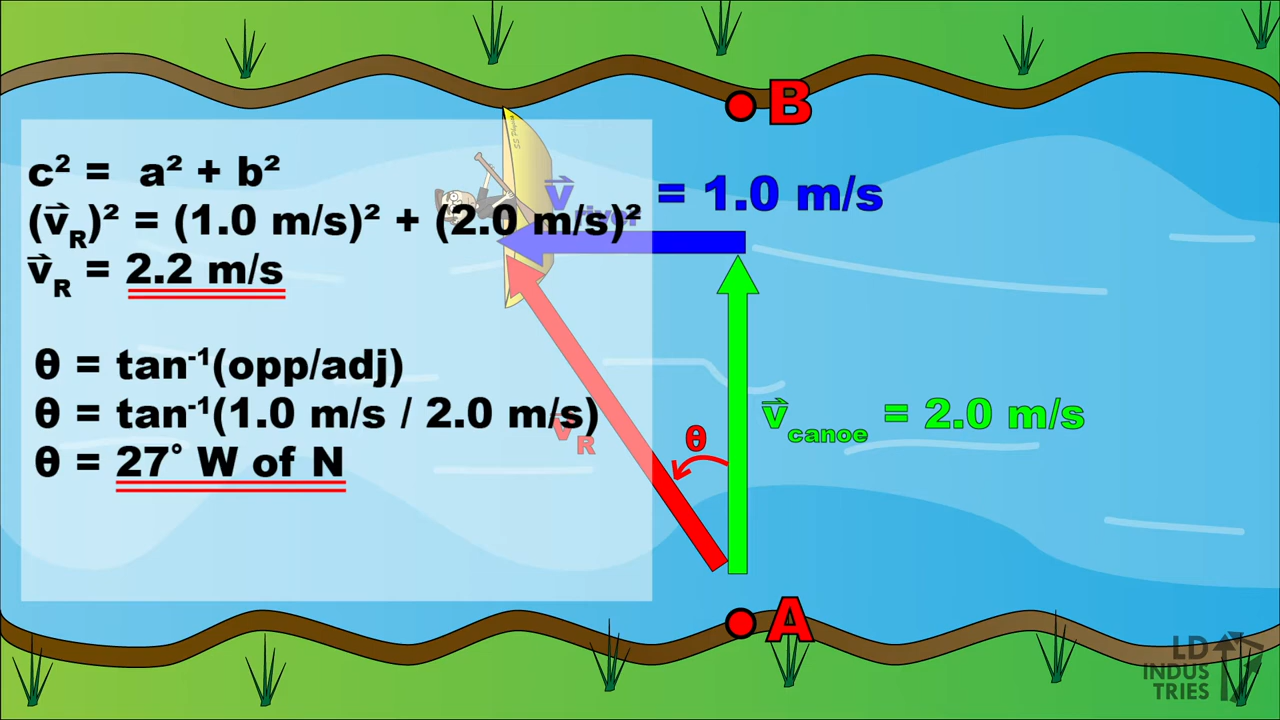 c² = a² + b²
(v⃗R)² = (1.0 m/s)² + (2.0 m/s)²
v⃗R = 2.2 m/s
θ = tan⁻¹(opp/adj)
θ = tan⁻¹(1.0 m/s / 2.0 m/s)
θ = 27° W of N
B
v⃗river = 1.0 m/s
v⃗canoe = 2.0 m/s
θ
v⃗R
A
LD
INDUS
TRIES